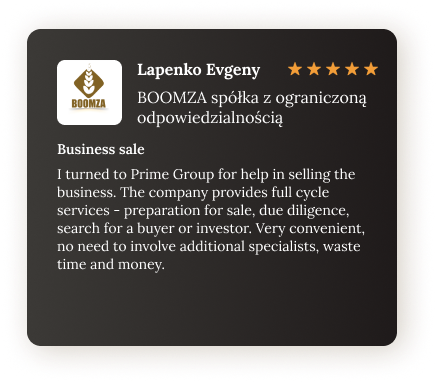 BOOMZA
Lapenko Evgeny
BOOMZA spółka z ograniczoną
odpowiedzialnością
Business sale
I turned to Prime Group for help in selling the
business. The company provides full cycle
services - preparation for sale, due diligence,
search for a buyer or investor. Very convenient,
no need to involve additional specialists, waste
time and money.